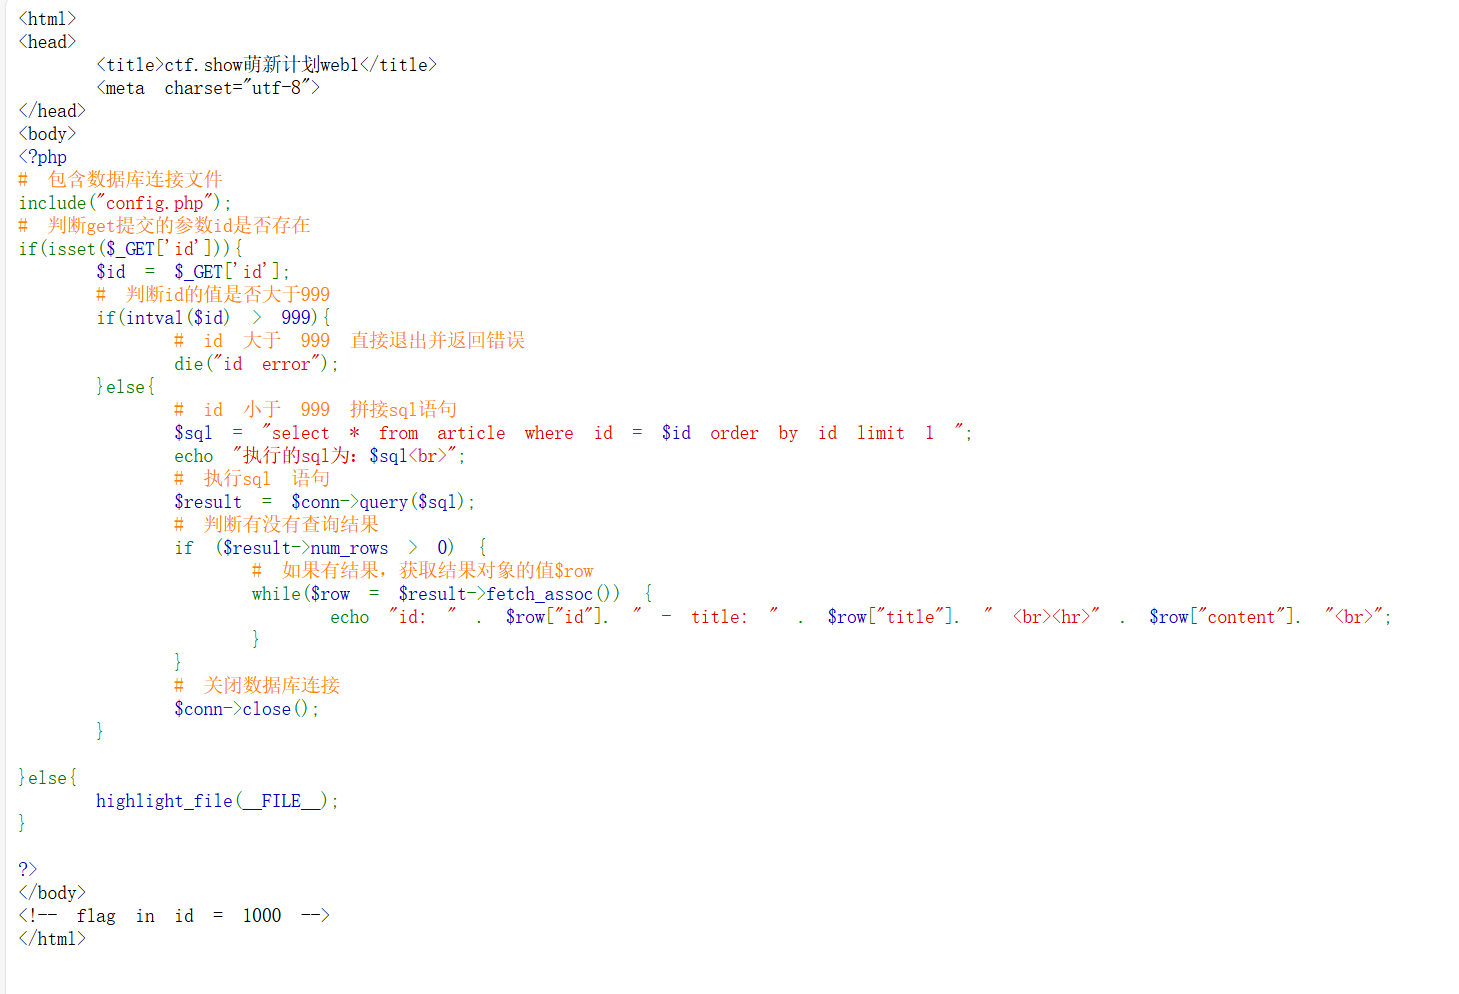 <html>
<head>
<title>ctf.show萌新计划web1</title>
<meta charset="utf-8">
</head>
<body>
<?php
# 包含数据库连接文件
include("config.php");
# 判断get提交的参数id是否存在
if(isset($_GET['id'])){
$id = $_GET['id'];
# 判断id的值是否大于999
if(intval($id) > 999){
# id 大于 999 直接退出并返回错误
die("id error");
}else{
# id 小于 999 拼接sql语句
$sql = "select * from article where id = $id order by id limit 1 ";
echo "执行的sql为：$sql<br>";
# 执行sql 语句
$result = $conn->query($sql);
# 判断有没有查询结果
if ($result->num_rows > 0) {
# 如果有结果，获取结果对象的值$row
while($row = $result->fetch_assoc()) {
echo "id: " . $row["id"]. " - title: " . $row["title"]. " <br><hr>" . $row["content"]. "<br>";
}
}
# 关闭数据库连接
$conn->close();
}
}else{
highlight_file(__FILE__);
}
?>
</body>
<!-- flag in id = 1000 -->
</html>